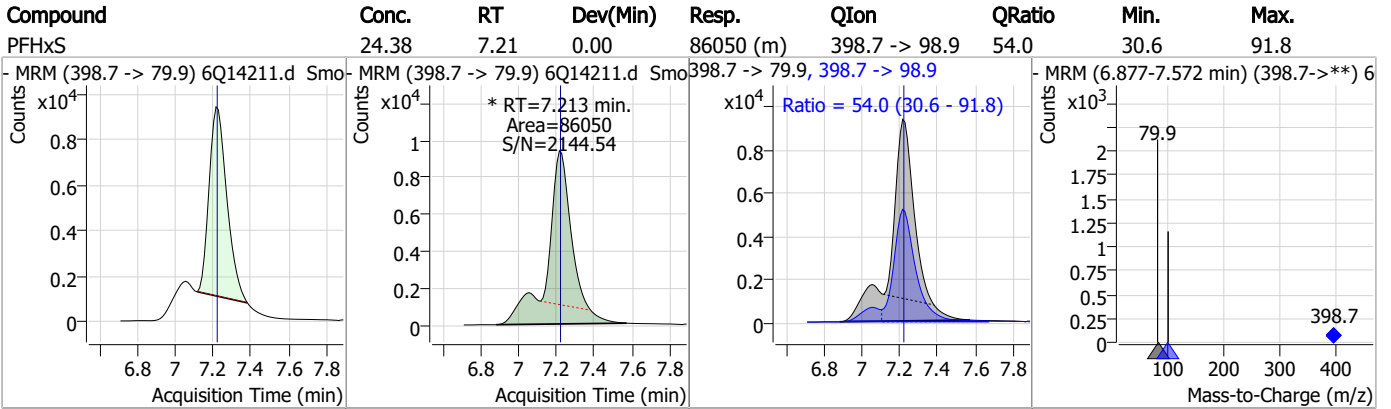 Compound Conc. RT Dev(Min) Resp. QIon QRatio Min. Max.
PFHxS 24.38 7.21 0.00 86050 (m) 398.7 -> 98.9 54.0 30.6 91.8
- MRM (398.7 -> 79.9) 6Q14211.d Smo
Counts
x10⁴
0.8
0.6
0.4
0.2
0
6.8 7 7.2 7.4 7.6 7.8
Acquisition Time (min)
- MRM (398.7 -> 79.9) 6Q14211.d Smo
Counts
x10⁴
* RT=7.213 min.
Area=86050
S/N=2144.54
1
0.8
0.6
0.4
0.2
0
6.8 7 7.2 7.4 7.6 7.8
Acquisition Time (min)
398.7 -> 79.9, 398.7 -> 98.9
x10⁴
Ratio = 54.0 (30.6 - 91.8)
0.8
0.6
0.4
0.2
0
6.8 7 7.2 7.4 7.6 7.8
Acquisition Time (min)
- MRM (6.877-7.572 min) (398.7->**) 6
Counts
x10³
79.9
2
1.75
1.5
1.25
1
0.75
0.5
0.25
0
398.7
100 200 300 400
Mass-to-Charge (m/z)